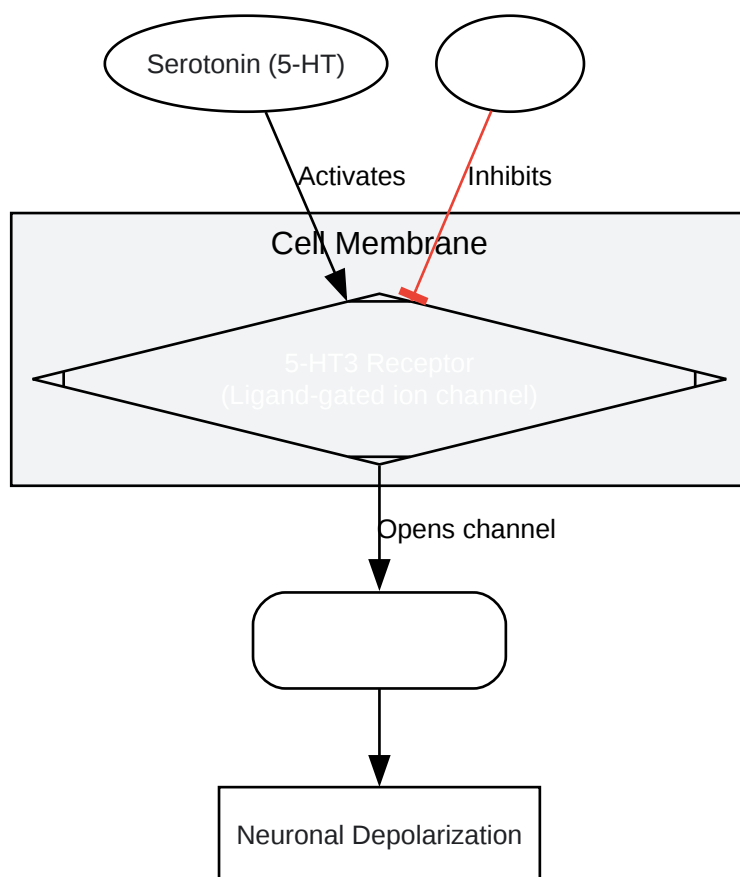 Serotonin (5-HT)
Activates
Inhibits
Cell Membrane
5-HT3 Receptor
(Ligand-gated ion channel)
Opens channel
Neuronal Depolarization